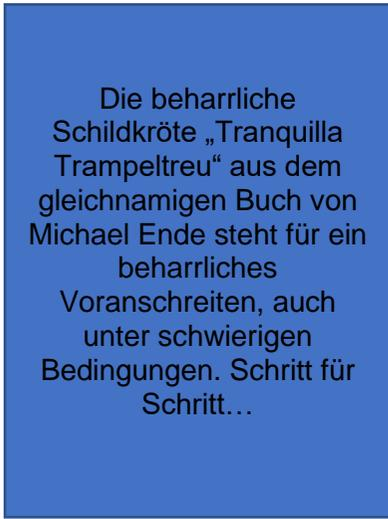 Die beharrliche
Schildkröte „Tranquilla
Trampeltreu“ aus dem
gleichnamigen Buch von
Michael Ende steht für ein
beharrliches
Voranschreiten, auch
unter schwierigen
Bedingungen. Schritt für
Schritt…